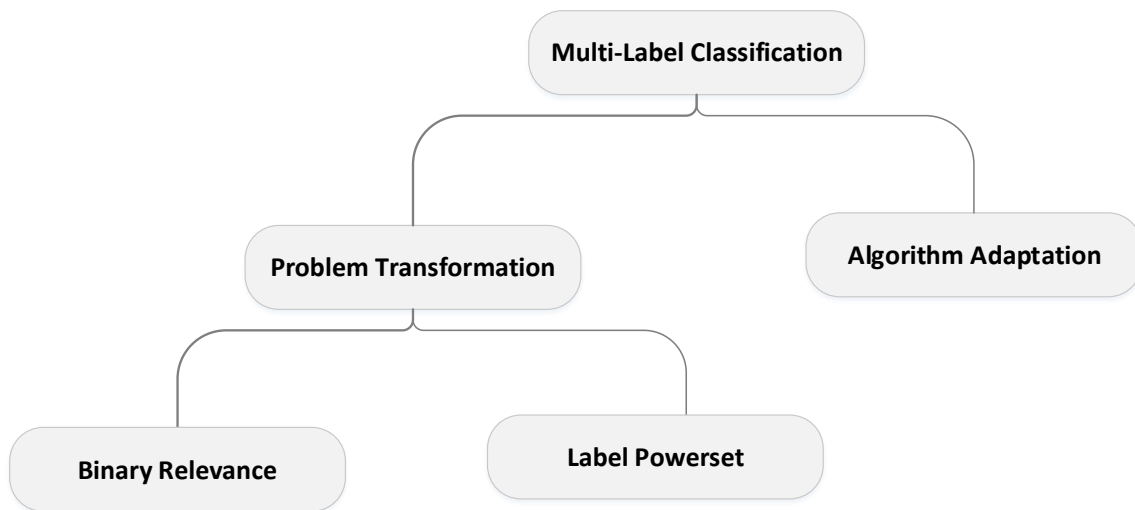 Multi-Label Classification
Problem Transformation
Algorithm Adaptation
Binary Relevance
Label Powerset